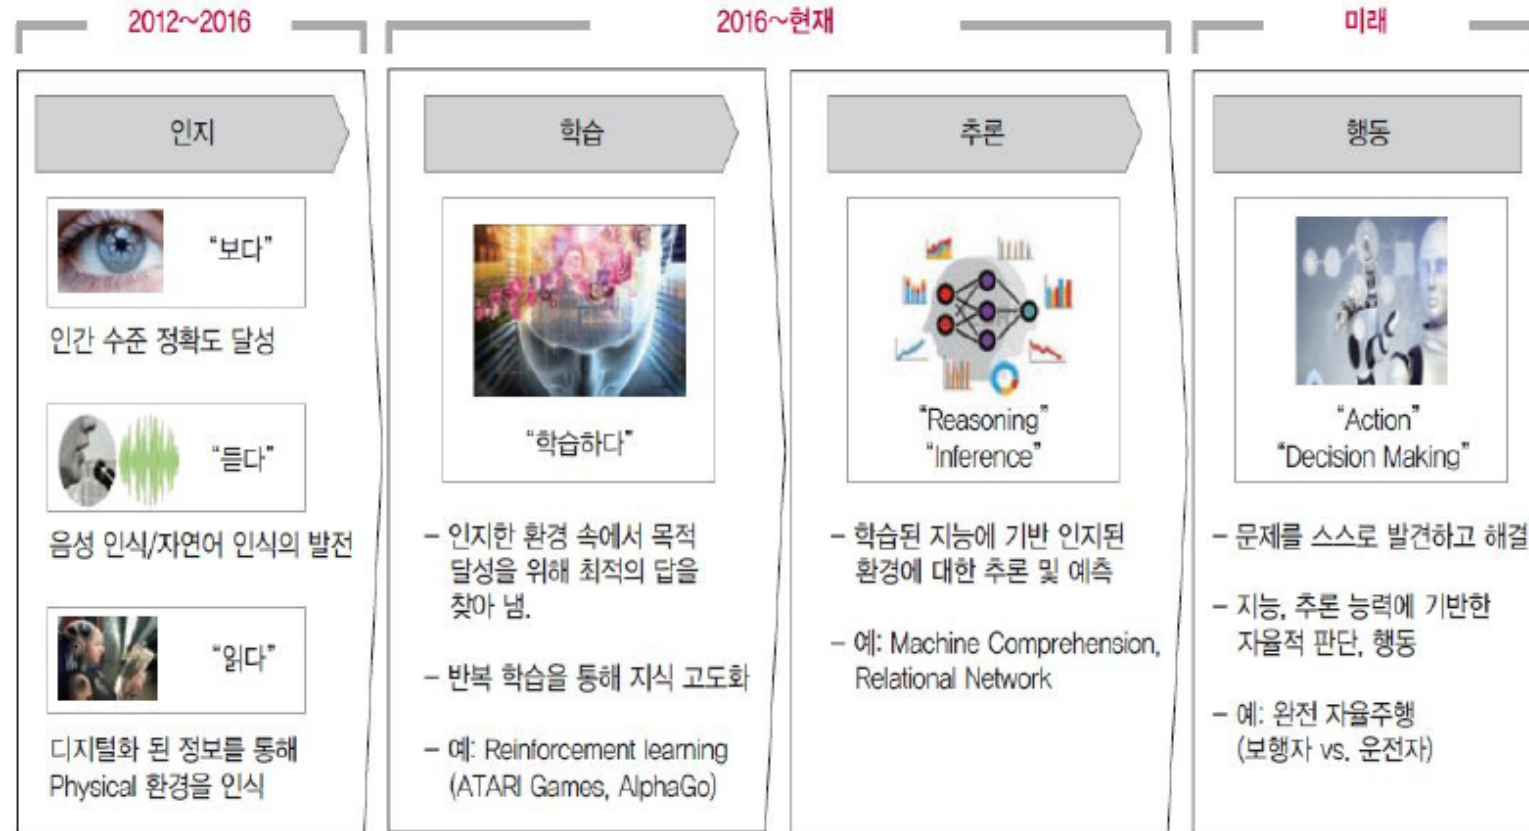 2012~2016
2016~현재
미래
인지
“보다”
인간 수준 정확도 달성
“듣다”
음성 인식/자연어 인식의 발전
“읽다”
디지털화 된 정보를 통해
Physical 환경을 인식
학습
“학습하다”
– 인지한 환경 속에서 목적
달성을 위해 최적의 답을
찾아 냄.
– 반복 학습을 통해 지식 고도화
– 예: Reinforcement learning
(ATARI Games, AlphaGo)
추론
“Reasoning”
“Inference”
– 학습된 지능에 기반 인지된
환경에 대한 추론 및 예측
– 예: Machine Comprehension,
Relational Network
행동
“Action”
“Decision Making”
– 문제를 스스로 발견하고 해결
– 지능, 추론 능력에 기반한
자율적 판단, 행동
– 예: 완전 자율주행
(보행자 vs. 운전자)